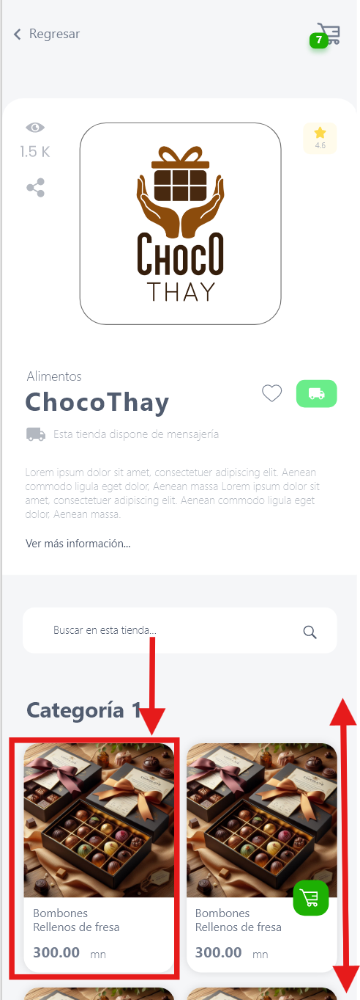 Regresar
7
1.5 K
4.6
CHOCO
THAY
Alimentos
ChocoThay
Esta tienda dispone de mensajería
Lorem ipsum dolor sit amet, consectetuer adipiscing elit. Aenean
commodo ligula eget dolor. Aenean massa Lorem ipsum dolor sit
amet, consectetuer adipiscing elit. Aenean commodo ligula eget
dolor. Aenean massa.
Ver más información...
Buscar en esta tienda...
Categoría 1
Bombones
Rellenos de fresa
300.00 mn
Bombones
Rellenos de fresa
300.00 mn